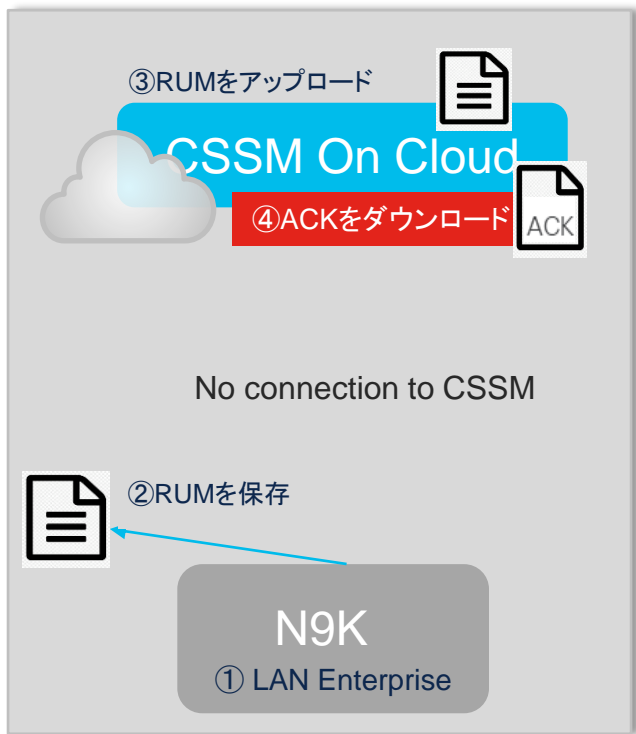 ③RUMをアップロード
CSSM On Cloud
④ACKをダウンロード
ACK
No connection to CSSM
②RUMを保存
N9K
① LAN Enterprise